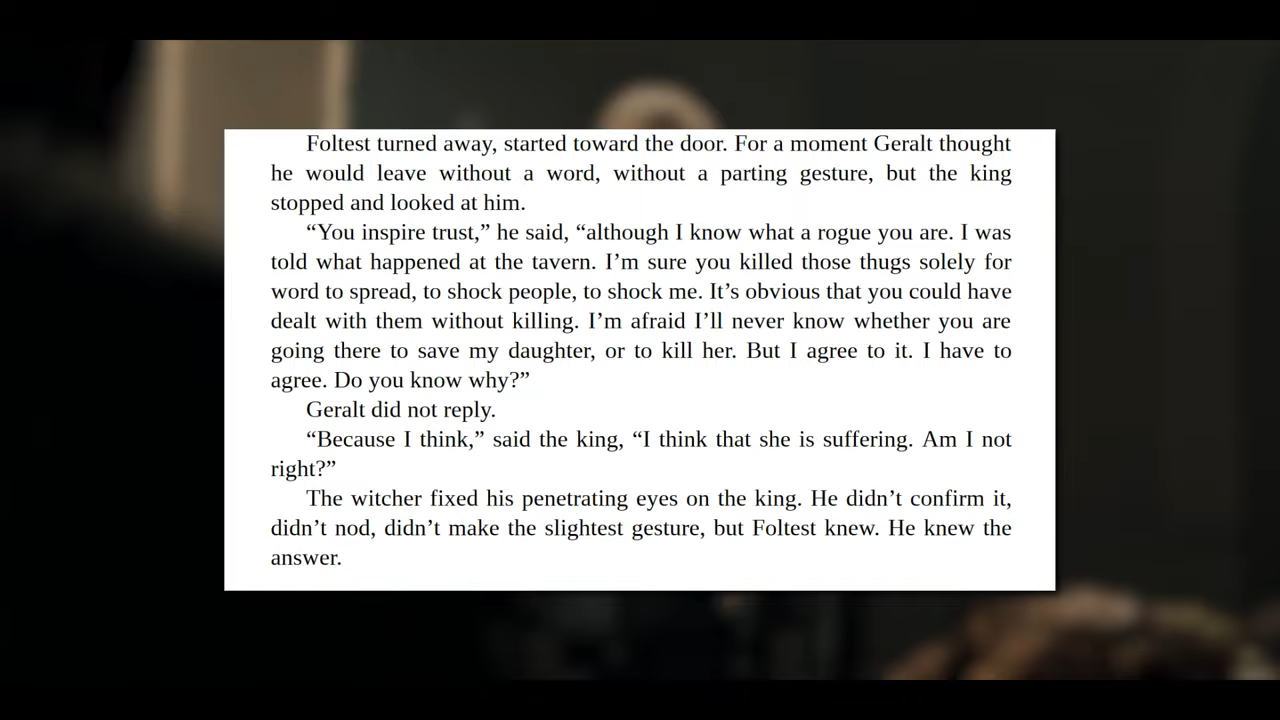 Foltest turned away, started toward the door. For a moment Geralt thought
he would leave without a word, without a parting gesture, but the king
stopped and looked at him.
“You inspire trust,” he said, “although I know what a rogue you are. I was
told what happened at the tavern. I’m sure you killed those thugs solely for
word to spread, to shock people, to shock me. It’s obvious that you could have
dealt with them without killing. I’m afraid I’ll never know whether you are
going there to save my daughter, or to kill her. But I agree to it. I have to
agree. Do you know why?”
Geralt did not reply.
“Because I think,” said the king, “I think that she is suffering. Am I not
right?”
The witcher fixed his penetrating eyes on the king. He didn’t confirm it,
didn’t nod, didn’t make the slightest gesture, but Foltest knew. He knew the
answer.